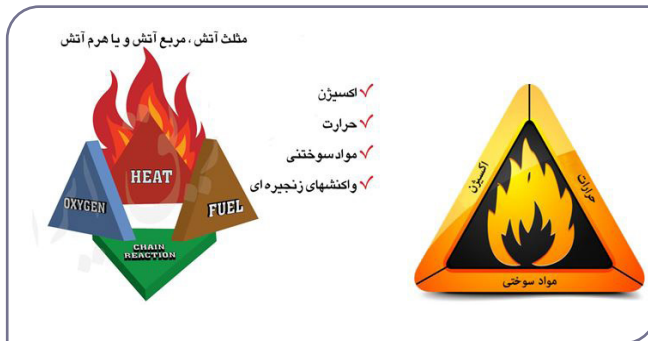 مثلث آتش ، مربع آتش و یا هرم آتش
اکسیژن
حرارت
مواد سوختنی
واکنشهای زنجیره ای
HEAT
OXYGEN
FUEL
CHAIN
REACTION
اکسیژن
حرارات
مواد سوختی